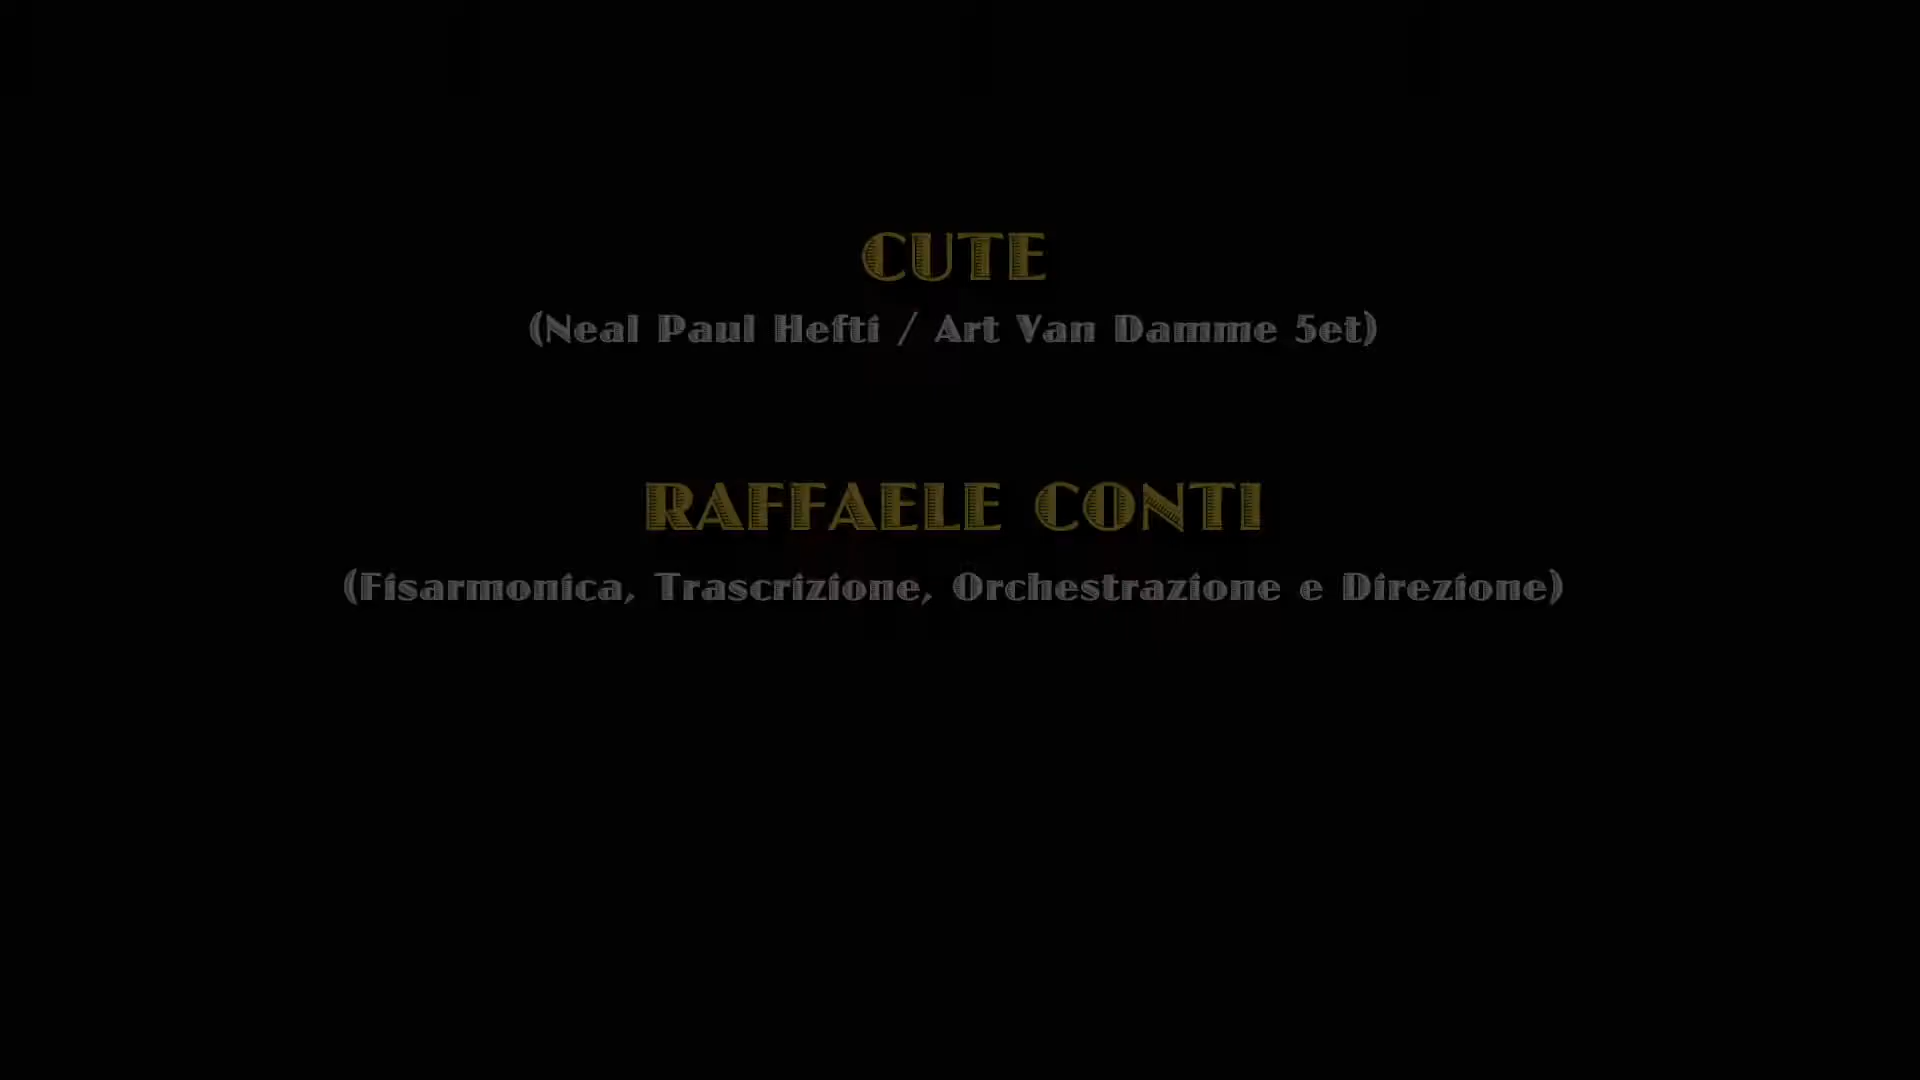 CUTE
(Neal Paul Hefti / Art Van Damme 5et)
RAFFAELE CONTI
(Fisarmonica, Trascrizione, Orchestrazione e Direzione)